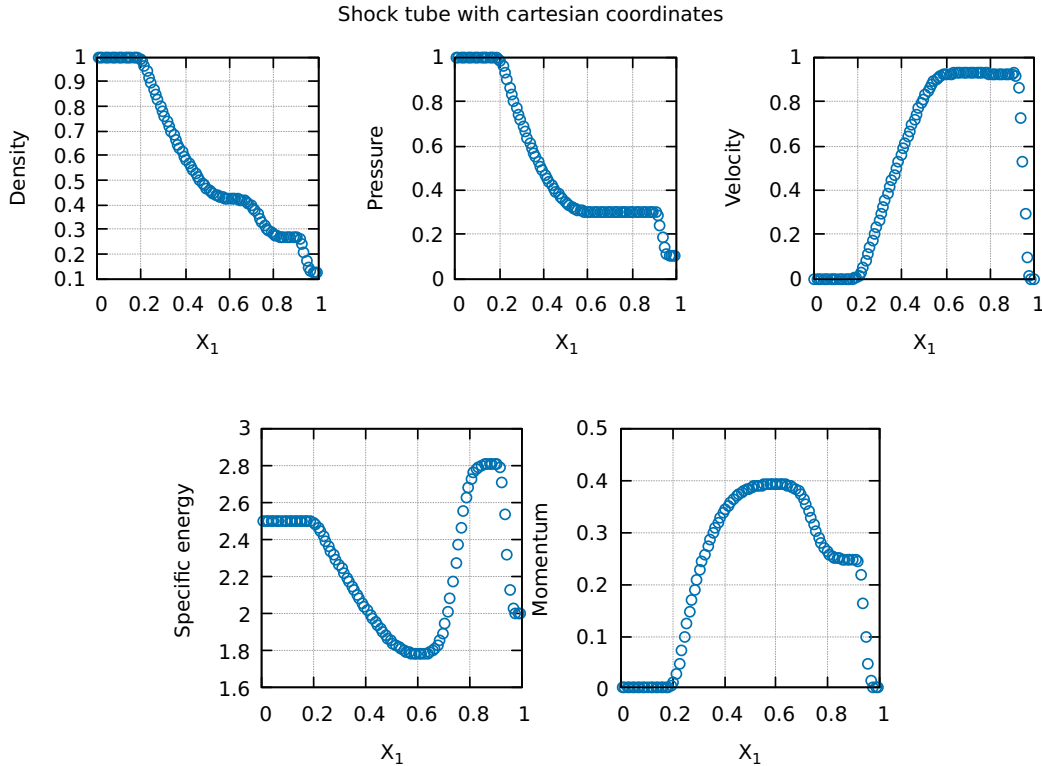 Shock tube with cartesian coordinates
Density
1
0.9
0.8
0.7
0.6
0.5
0.4
0.3
0.2
0.1
0 0.2 0.4 0.6 0.8 1
X1
Pressure
1
0.8
0.6
0.4
0.2
0
0 0.2 0.4 0.6 0.8 1
X1
Velocity
1
0.8
0.6
0.4
0.2
0
0 0.2 0.4 0.6 0.8 1
X1
Specific energy
3
2.8
2.6
2.4
2.2
2
1.8
1.6
0 0.2 0.4 0.6 0.8 1
X1
Momentum
0.5
0.4
0.3
0.2
0.1
0
0 0.2 0.4 0.6 0.8 1
X1